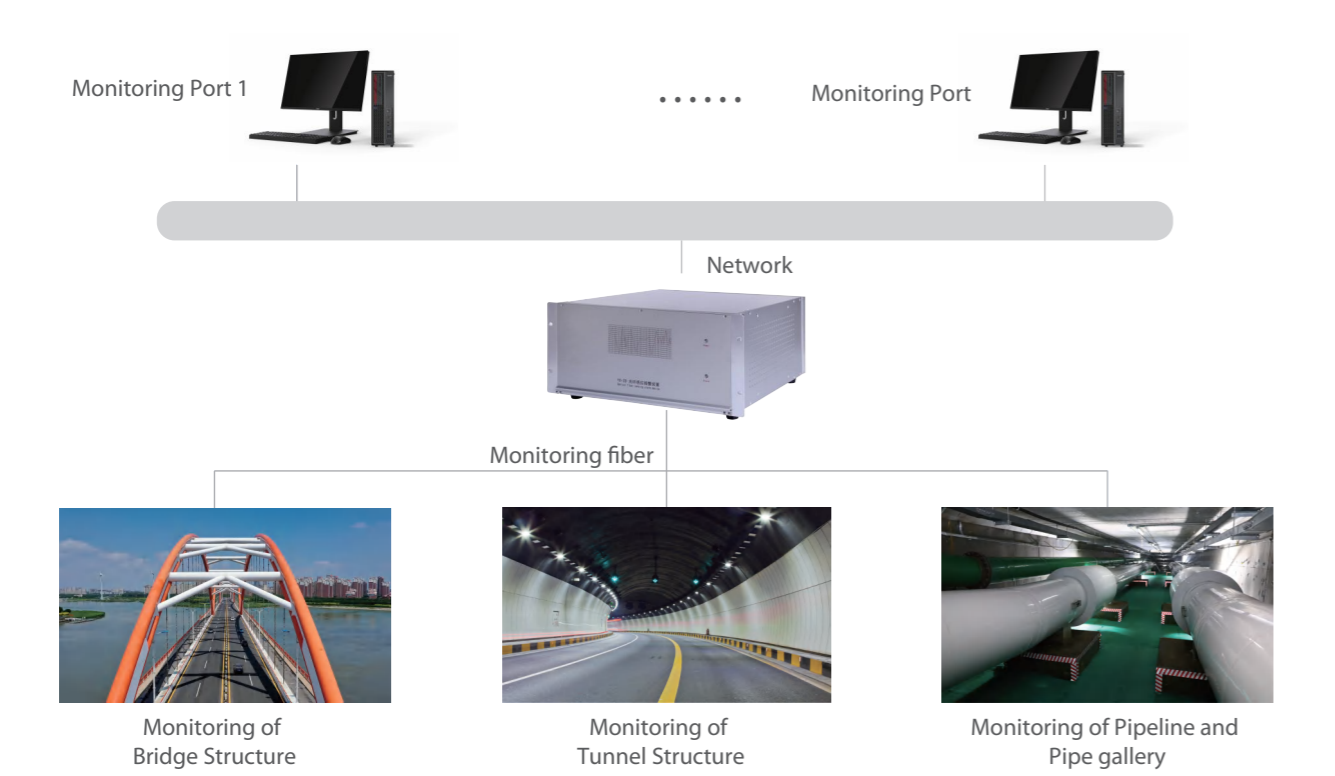 Monitoring Port 1
......
Monitoring Port
Network
Monitoring fiber
Monitoring of
Bridge Structure
Monitoring of
Tunnel Structure
Monitoring of Pipeline and
Pipe gallery